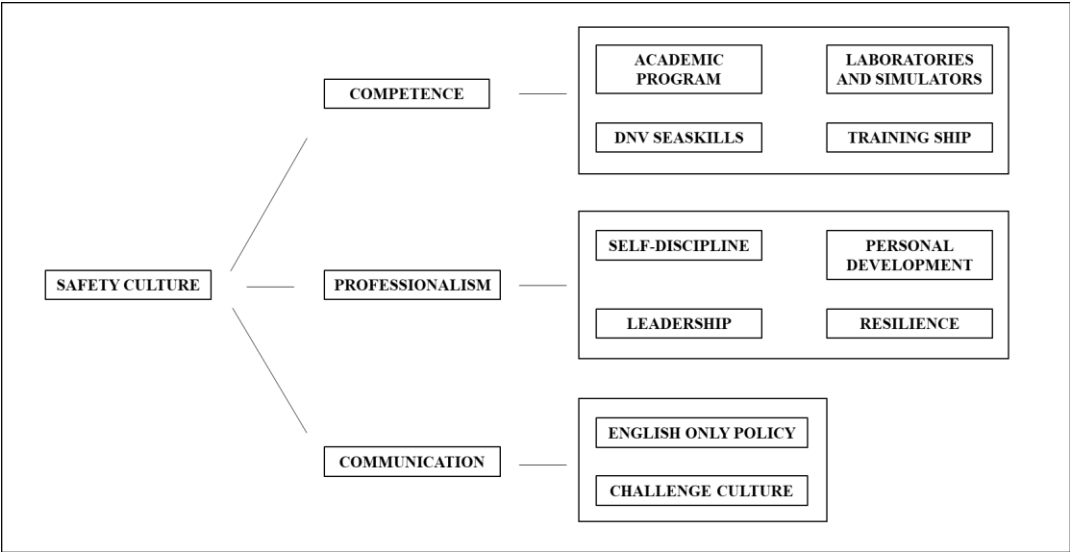 SAFETY CULTURE
COMPETENCE
ACADEMIC
PROGRAM
LABORATORIES
AND SIMULATORS
DNV SEASKILLS
TRAINING SHIP
PROFESSIONALISM
SELF-DISCIPLINE
PERSONAL
DEVELOPMENT
LEADERSHIP
RESILIENCE
COMMUNICATION
ENGLISH ONLY POLICY
CHALLENGE CULTURE